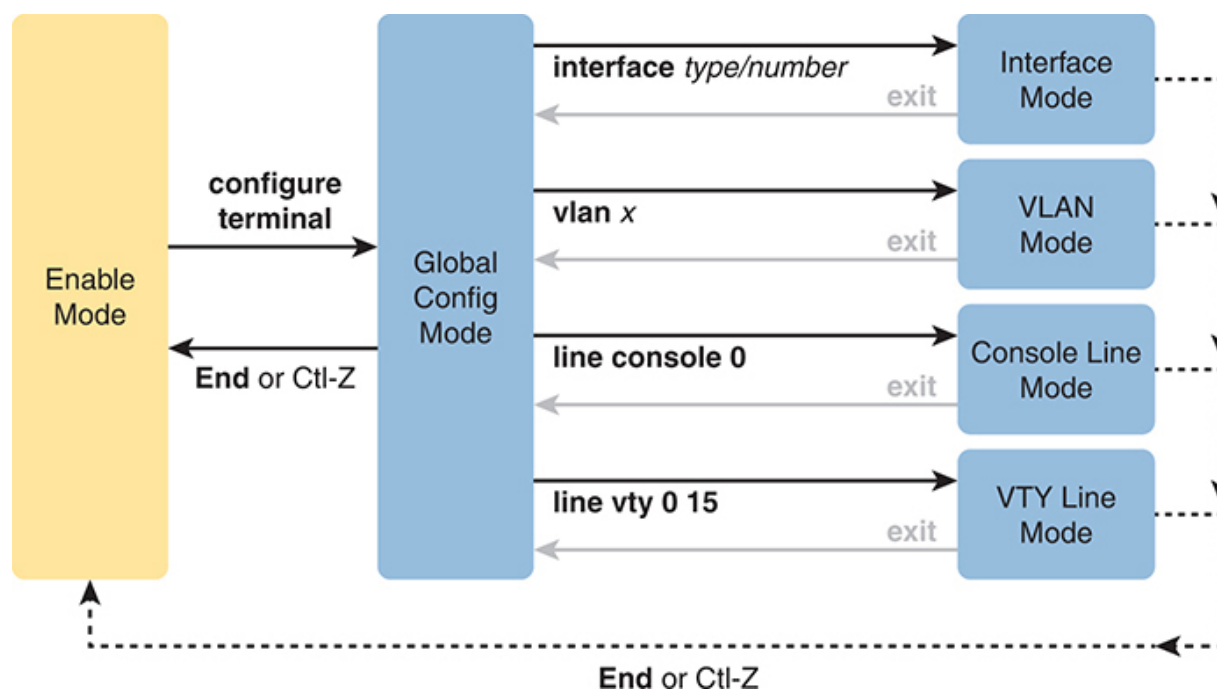 Enable
Mode
configure
terminal
End or Ctl-Z
Global
Config
Mode
interface type/number
exit
Interface
Mode
vlan x
exit
VLAN
Mode
line console 0
exit
Console Line
Mode
line vty 0 15
exit
VTY Line
Mode
End or Ctl-Z